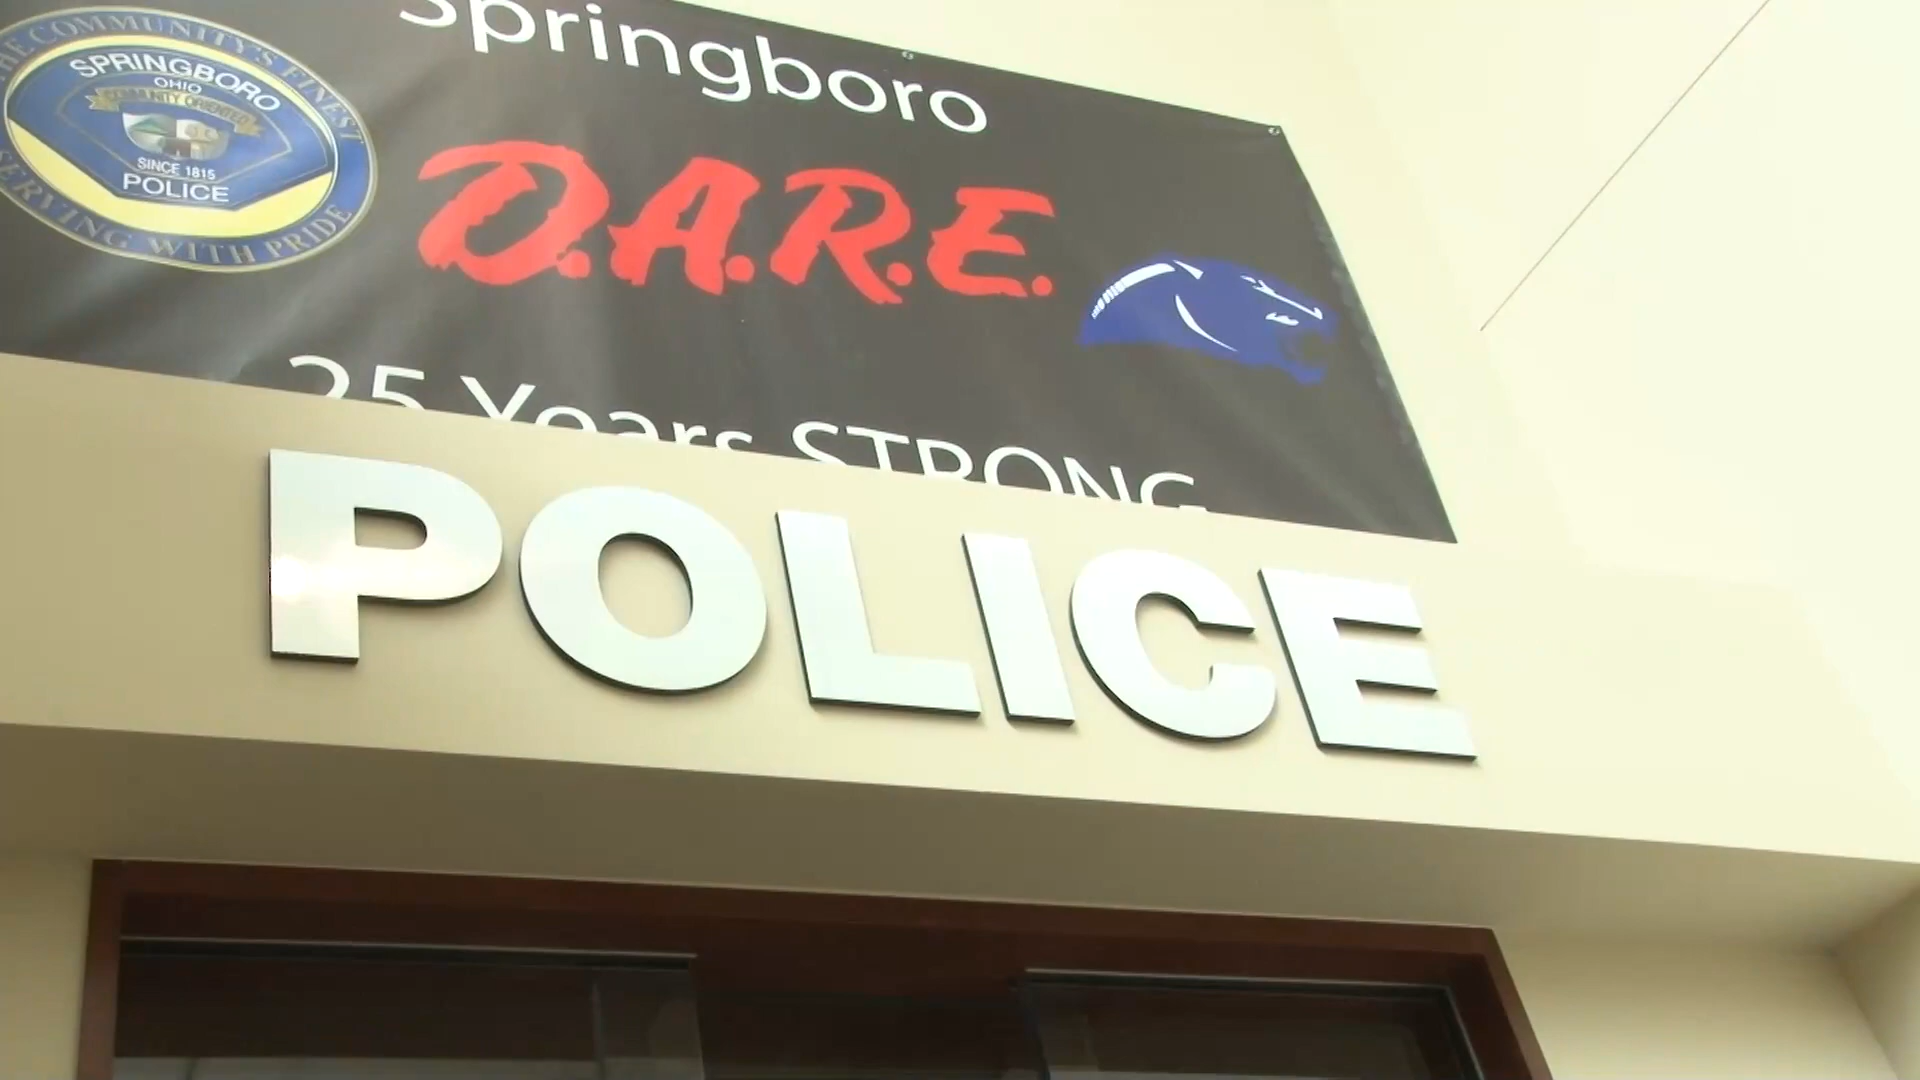 THE COMMUNITY'S FINEST
SPRINGBORO
OHIO
COMMUNITY ORIENTED
SINCE 1815
POLICE
SERVING WITH PRIDE
Springboro
D.A.R.E.
25 Years STRONG
POLICE